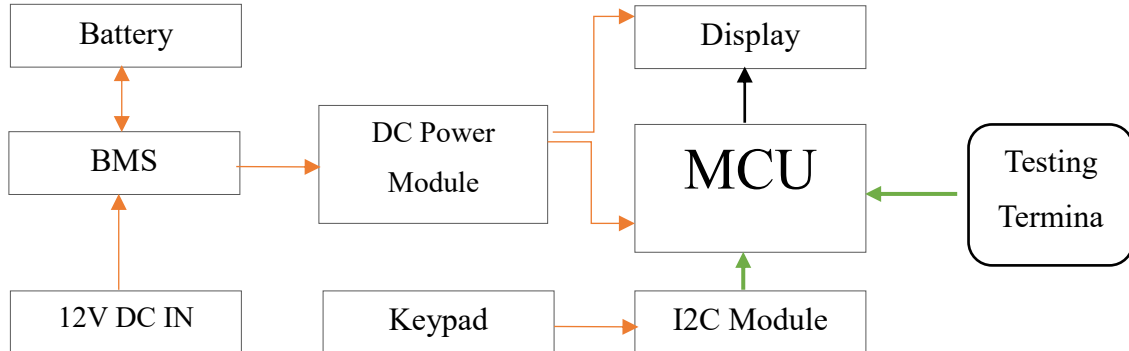 Battery
Display
DC Power
Module
BMS
MCU
Testing
Termina
12V DC IN
Keypad
I2C Module